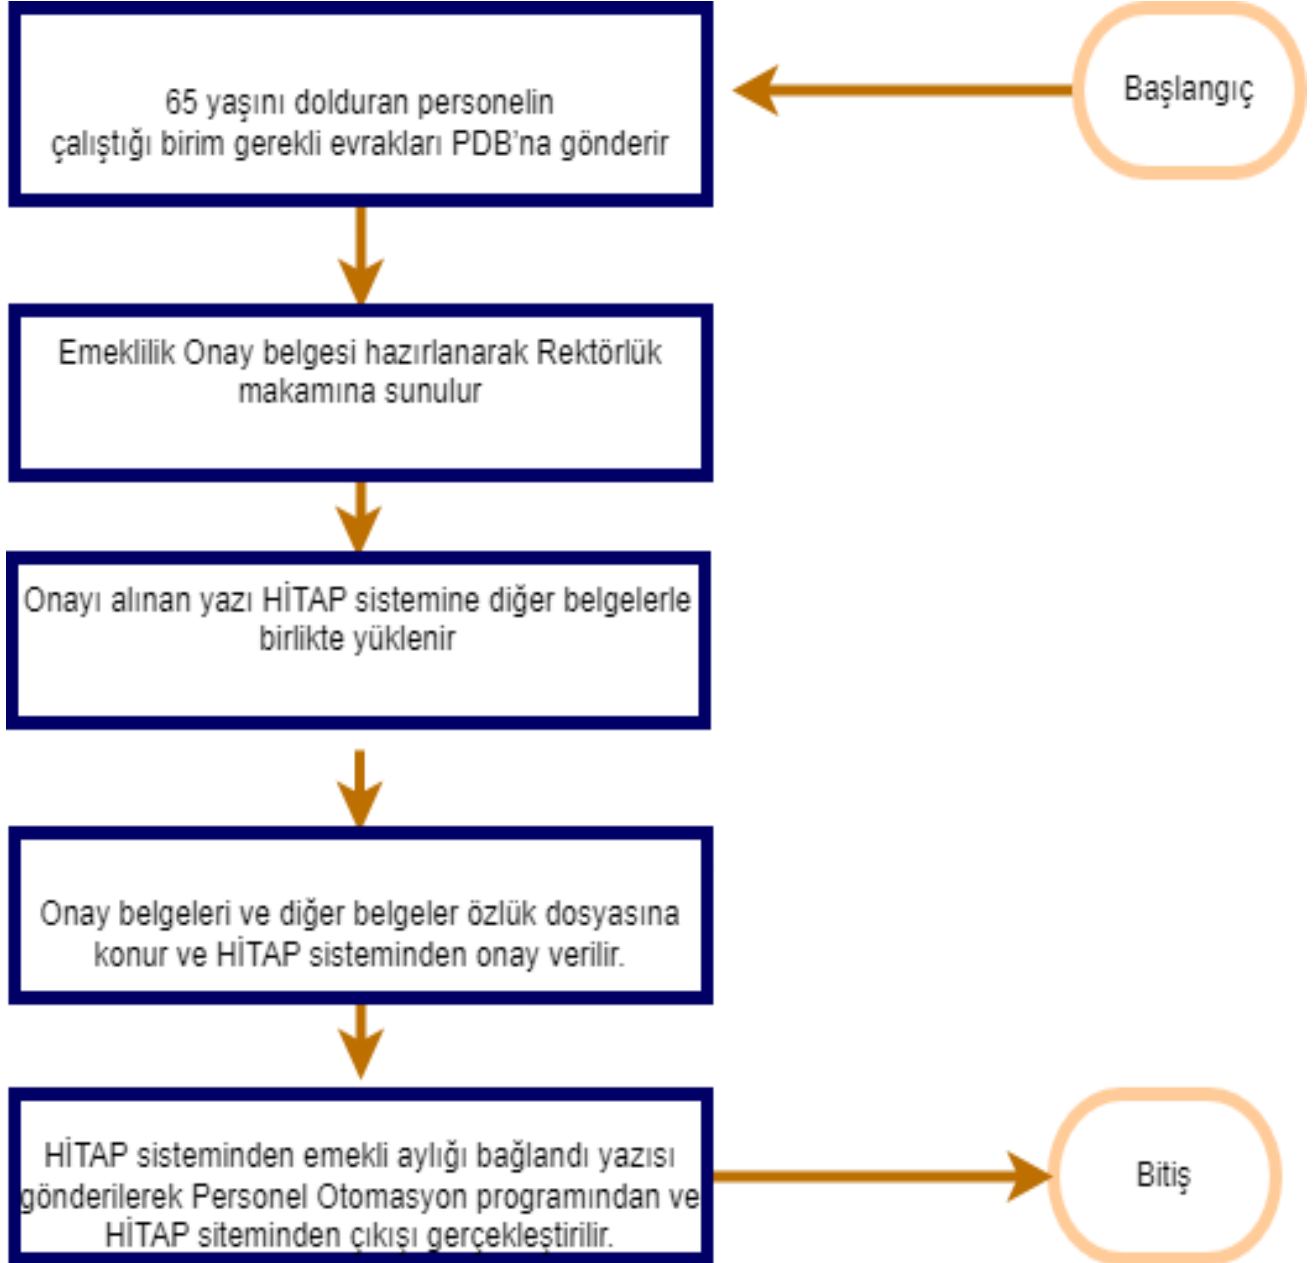 Başlangıç
65 yaşını dolduran personelin
çalıştığı birim gerekli evrakları PDB'na gönderir
Emeklilik Onay belgesi hazırlanarak Rektörlük
makamına sunulur
Onayı alınan yazı HİTAP sistemine diğer belgelerle
birlikte yüklenir
Onay belgeleri ve diğer belgeler özlük dosyasına
konur ve HİTAP sisteminden onay verilir.
HİTAP sisteminden emekli aylığı bağlandı yazısı
gönderilerek Personel Otomasyon programından ve
HİTAP siteminden çıkışı gerçekleştirilir.
Bitiş